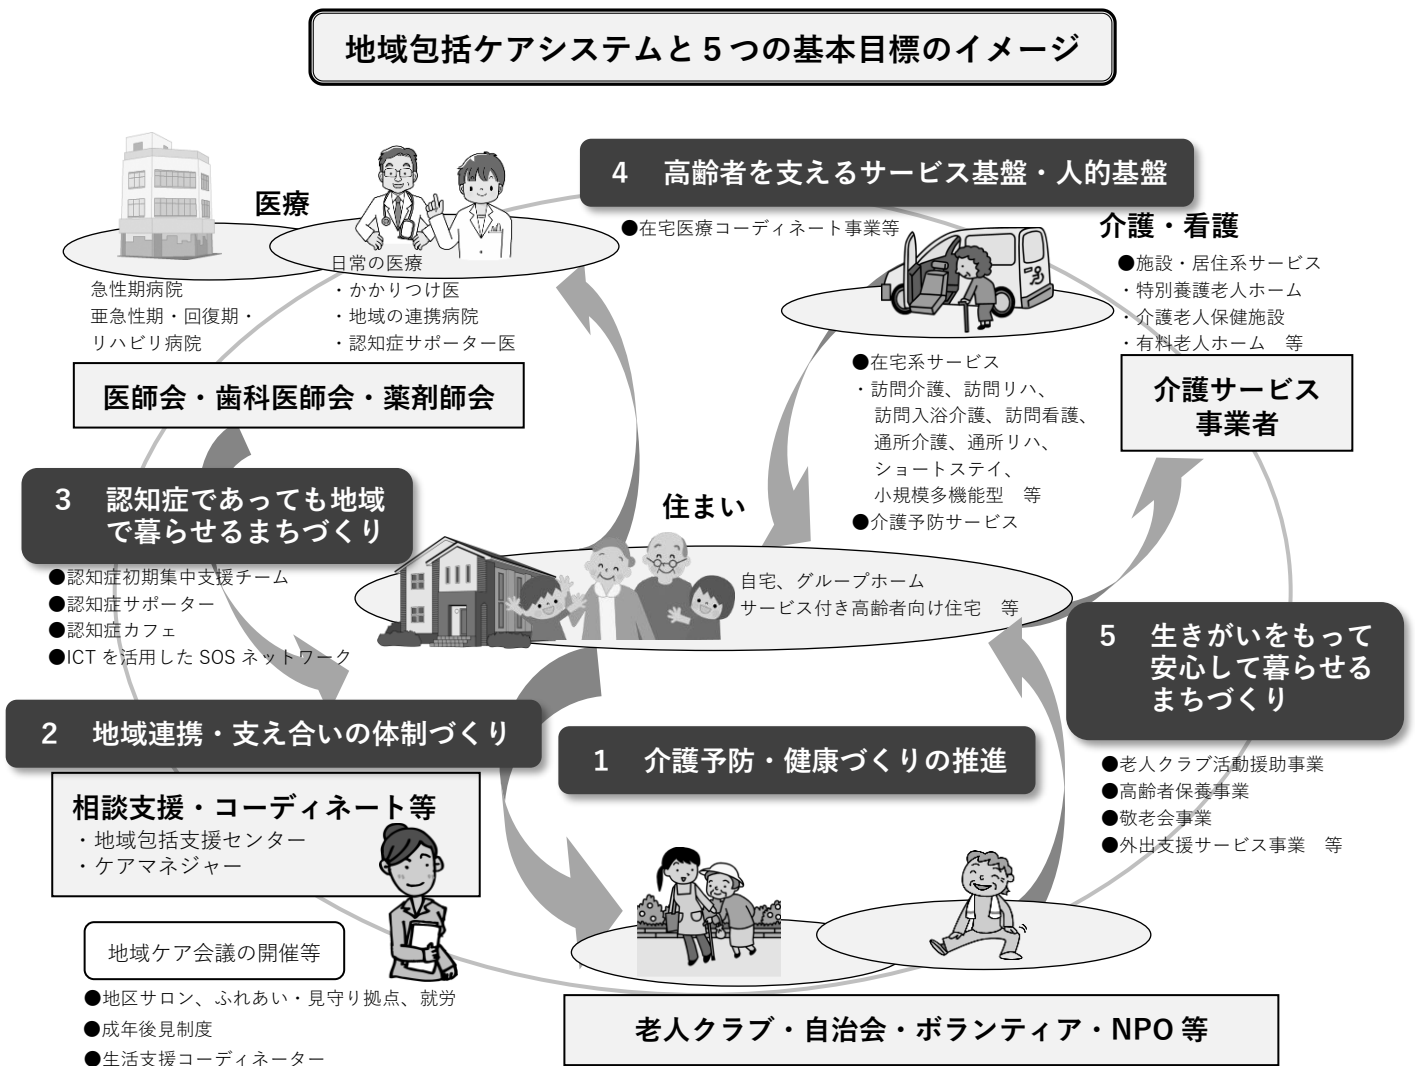 地域包括ケアシステムと５つの基本目標のイメージ
4　高齢者を支えるサービス基盤・人的基盤
●在宅医療コーディネート事業等
医療
日常の医療
・かかりつけ医
・地域の連携病院
・認知症サポーター医
急性期病院
亜急性期・回復期・
リハビリ病院
医師会・歯科医師会・薬剤師会
介護・看護
●施設・居住系サービス
・特別養護老人ホーム
・介護老人保健施設
・有料老人ホーム　等
介護サービス
事業者
●在宅系サービス
・訪問介護、訪問リハ、
訪問入浴介護、訪問看護、
通所介護、通所リハ、
ショートステイ、
小規模多機能型　等
●介護予防サービス
3　認知症であっても地域
で暮らせるまちづくり
●認知症初期集中支援チーム
●認知症サポーター
●認知症カフェ
●ICT を活用した SOS ネットワーク
住まい
自宅、グループホーム
サービス付き高齢者向け住宅　等
5　生きがいをもって
安心して暮らせる
まちづくり
●老人クラブ活動援助事業
●高齢者保養事業
●敬老会事業
●外出支援サービス事業　等
2　地域連携・支え合いの体制づくり
相談支援・コーディネート等
・地域包括支援センター
・ケアマネジャー
地域ケア会議の開催等
●地区サロン、ふれあい・見守り拠点、就労
●成年後見制度
●生活支援コーディネーター
1　介護予防・健康づくりの推進
老人クラブ・自治会・ボランティア・NPO 等